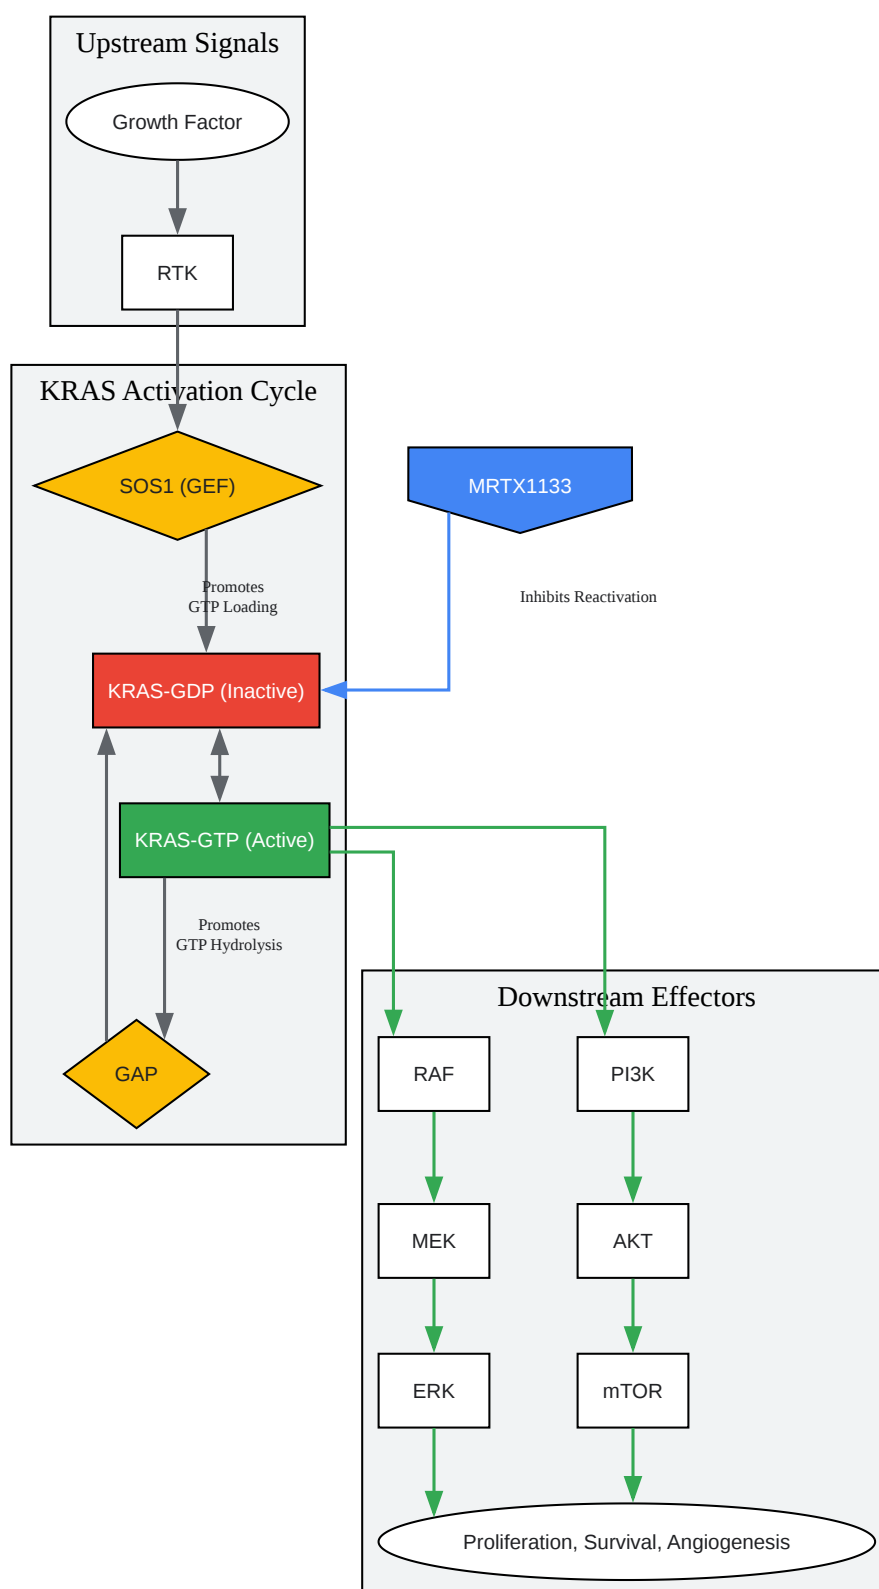 Upstream Signals
Growth Factor
RTK
KRAS Activation Cycle
SOS1 (GEF)
MRTX1133
Promotes
GTP Loading
Inhibits Reactivation
KRAS-GDP (Inactive)
KRAS-GTP (Active)
Promotes
GTP Hydrolysis
Downstream Effectors
GAP
RAF
PI3K
MEK
AKT
ERK
mTOR
Proliferation, Survival, Angiogenesis